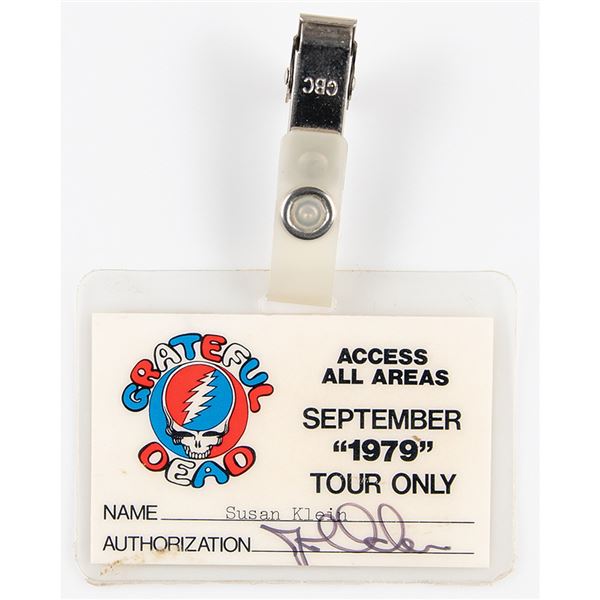 CBC
GRATEFUL
DEAD
ACCESS
ALL AREAS
SEPTEMBER
“1979”
TOUR ONLY
NAME Susan Klein
AUTHORIZATION